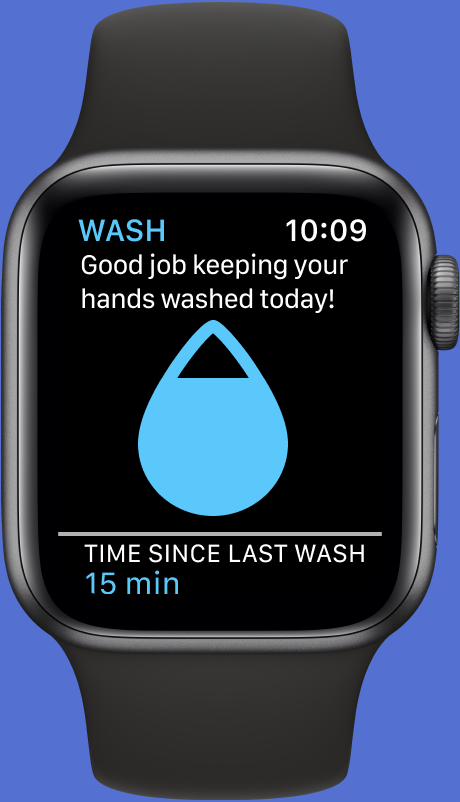 WASH 10:09
Good job keeping your
hands washed today!
TIME SINCE LAST WASH
15 min